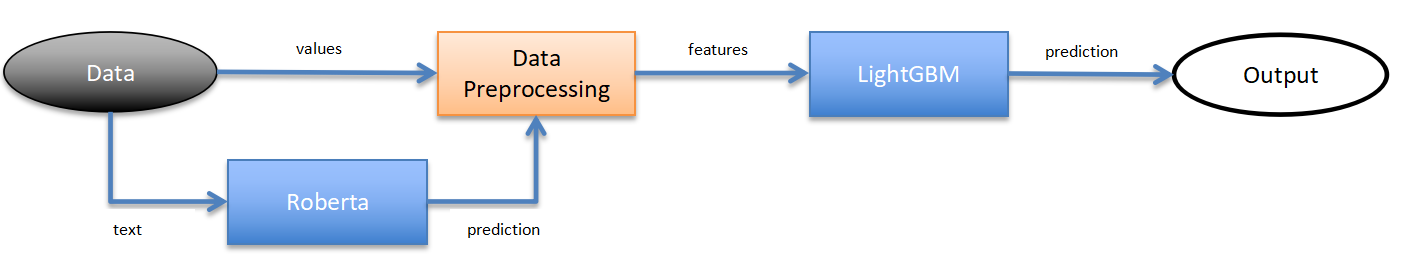 Data
values
Data
Preprocessing
features
LightGBM
prediction
Output
text
Roberta
prediction